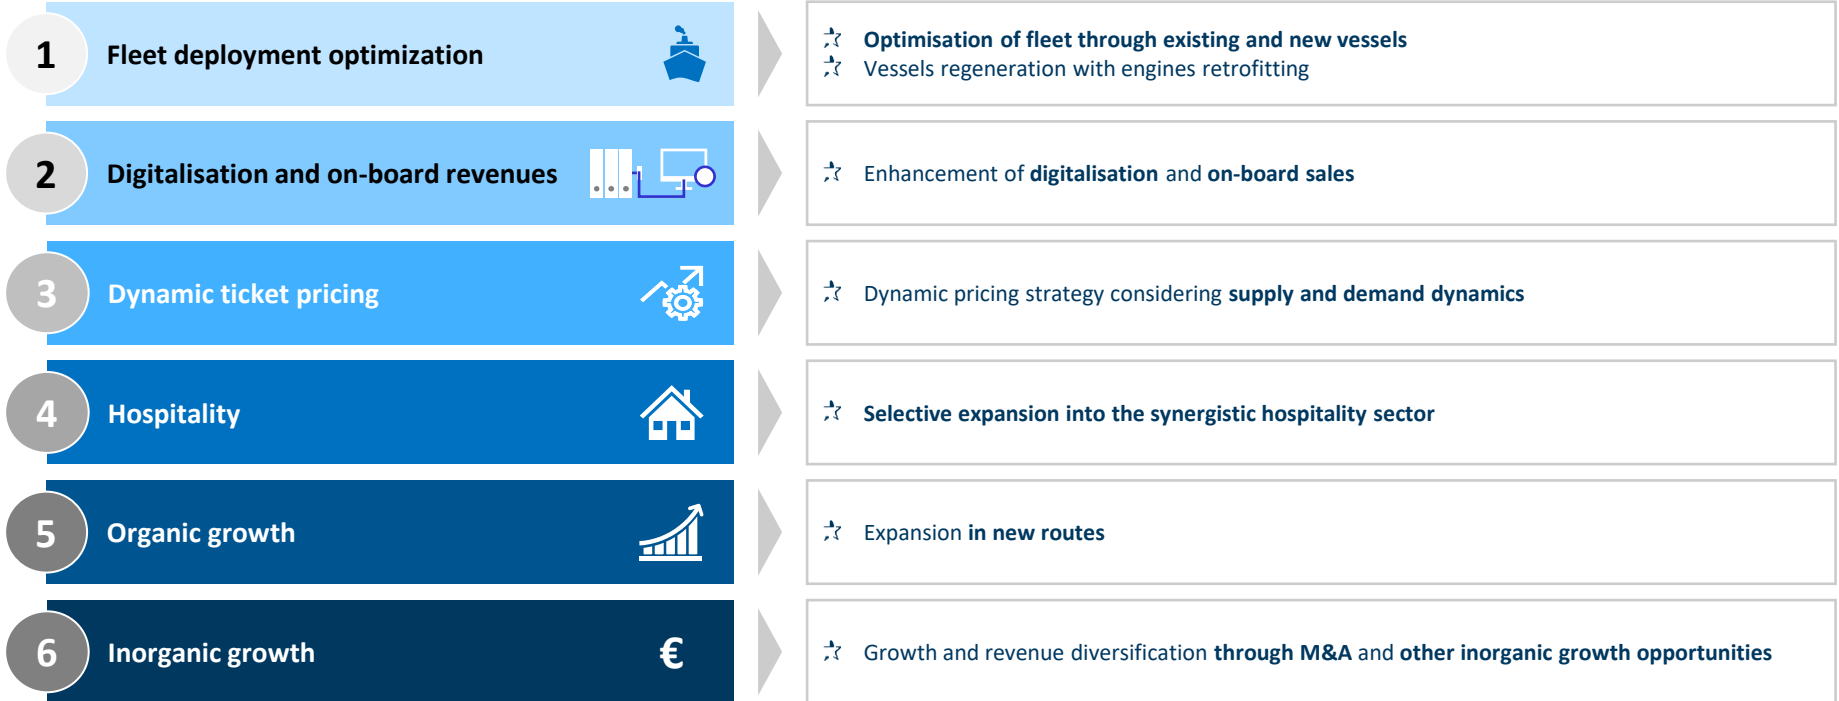 1
Fleet deployment optimization
Optimisation of fleet through existing and new vessels
Vessels regeneration with engines retrofitting
2
Digitalisation and on-board revenues
Enhancement of digitalisation and on-board sales
3
Dynamic ticket pricing
Dynamic pricing strategy considering supply and demand dynamics
4
Hospitality
Selective expansion into the synergistic hospitality sector
5
Organic growth
Expansion in new routes
6
Inorganic growth
€
Growth and revenue diversification through M&A and other inorganic growth opportunities